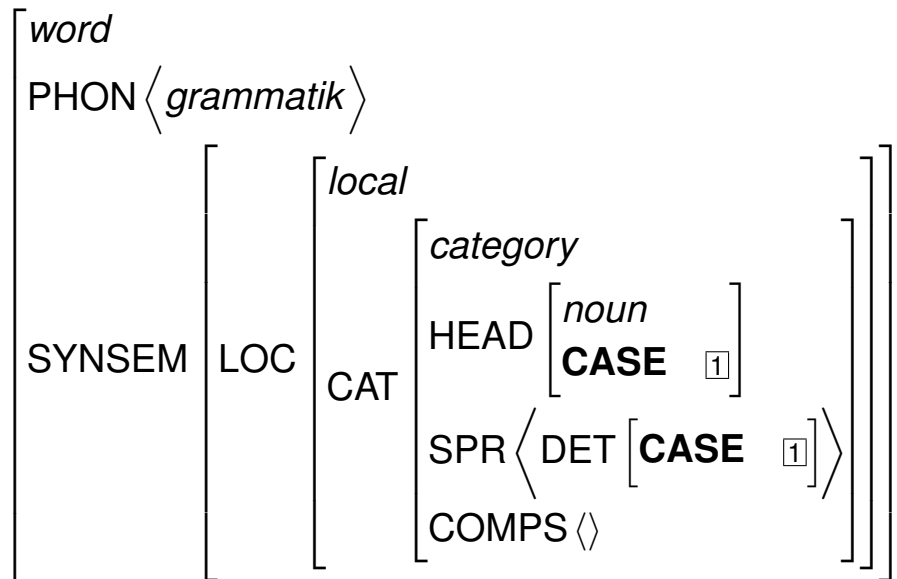 word
PHON ⟨grammatik⟩
local
category
noun
HEAD
CASE 1
SYNSEM LOC
CAT
SPR ⟨DET [CASE 1]⟩
COMPS ⟨⟩